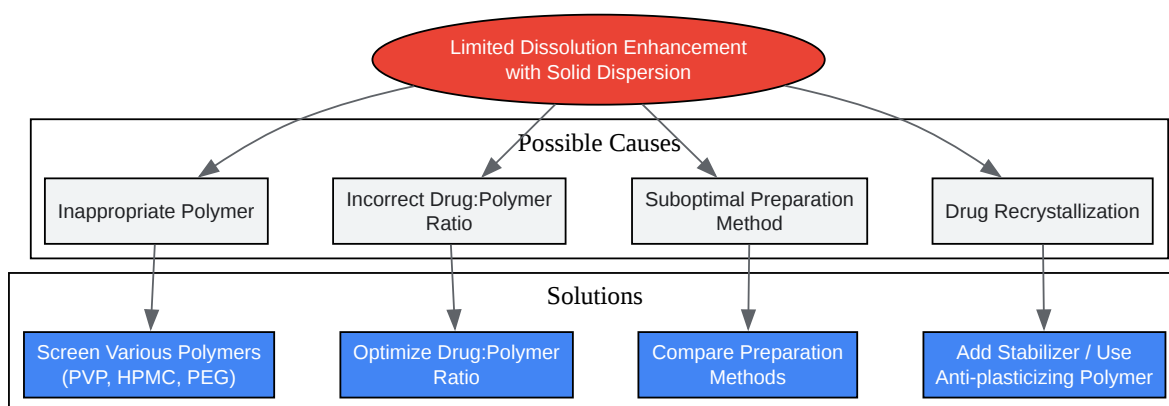 Limited Dissolution Enhancement
with Solid Dispersion
Possible Causes
Inappropriate Polymer
Incorrect Drug:Polymer
Ratio
Suboptimal Preparation
Method
Drug Recrystallization
Solutions
Screen Various Polymers
(PVP, HPMC, PEG)
Optimize Drug:Polymer
Ratio
Compare Preparation
Methods
Add Stabilizer / Use
Anti-plasticizing Polymer